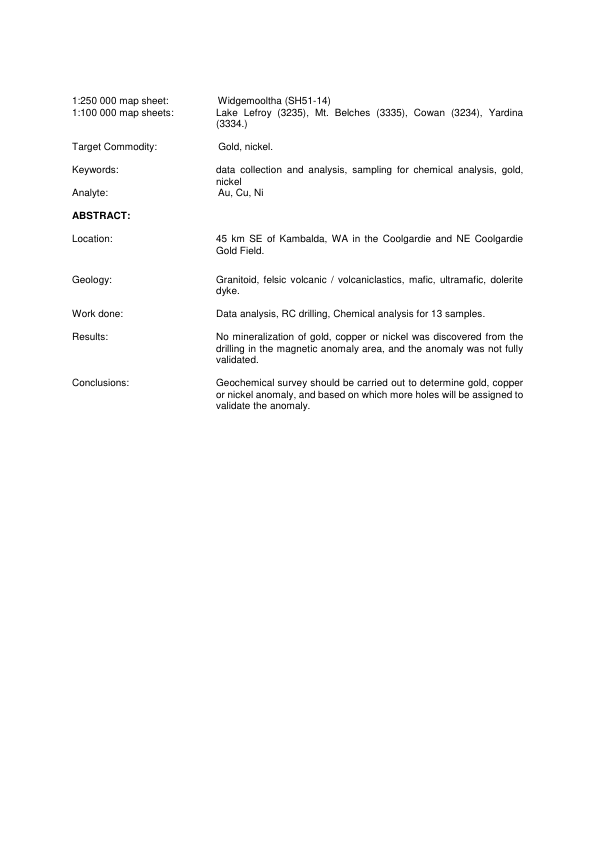 1:250 000 map sheet: Widgemooltha (SH51-14)
1:100 000 map sheets: Lake Lefroy (3235), Mt. Belches (3335), Cowan (3234), Yardina
(3334.)
Target Commodity: Gold, nickel.
Keywords: data collection and analysis, sampling for chemical analysis, gold,
nickel
Analyte: Au, Cu, Ni
ABSTRACT:
Location: 45 km SE of Kambalda, WA in the Coolgardie and NE Coolgardie
Gold Field.
Geology: Granitoid, felsic volcanic / volcaniclastics, mafic, ultramafic, dolerite
dyke.
Work done: Data analysis, RC drilling, Chemical analysis for 13 samples.
Results: No mineralization of gold, copper or nickel was discovered from the
drilling in the magnetic anomaly area, and the anomaly was not fully
validated.
Conclusions: Geochemical survey should be carried out to determine gold, copper
or nickel anomaly, and based on which more holes will be assigned to
validate the anomaly.